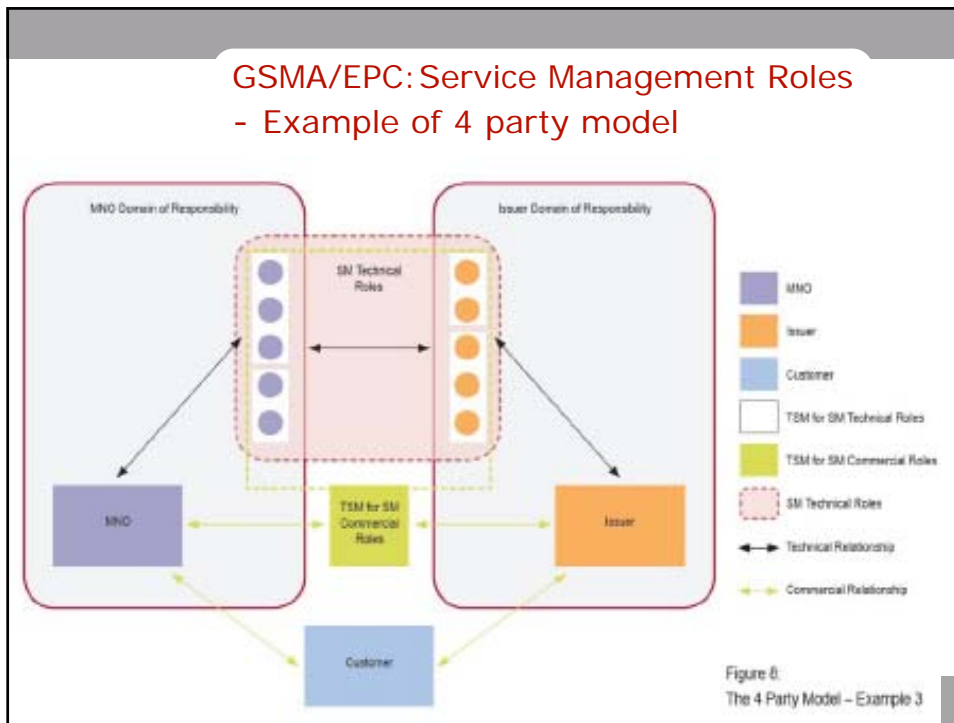 GSMA/EPC: Service Management Roles
- Example of 4 party model
MNO Domain of Responsibility
Issuer Domain of Responsibility
SM Technical
Roles
MNO
TSM for SM
Commercial
Roles
Issuer
Customer
MNO
Issuer
Customer
TSM for SM Technical Roles
TSM for SM Commercial Roles
SM Technical Roles
Technical Relationship
Commercial Relationship
Figure 8:
The 4 Party Model – Example 3